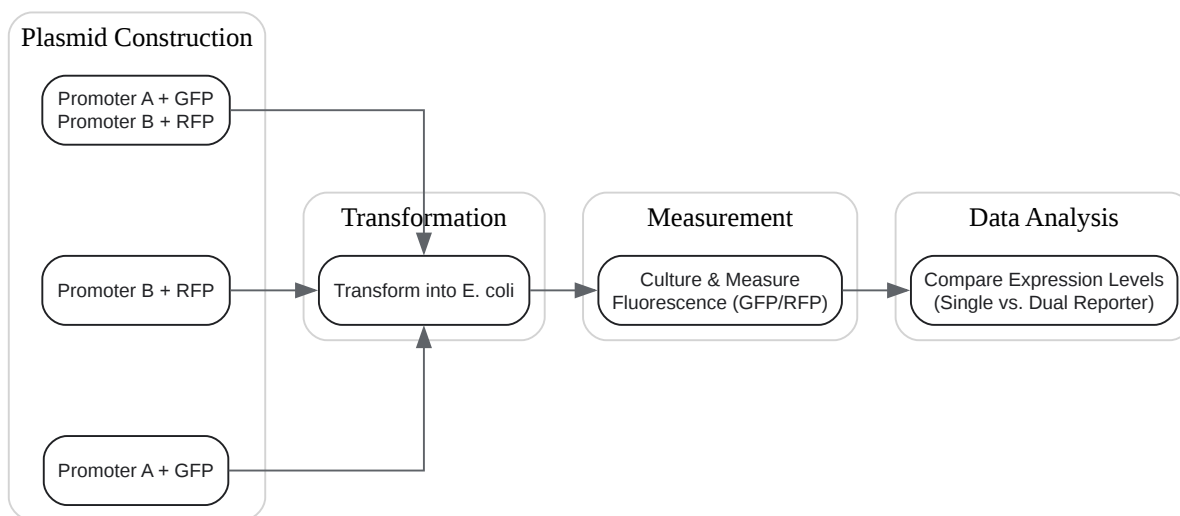 Plasmid Construction
Promoter A + GFP
Promoter B + RFP
Transformation
Measurement
Data Analysis
Promoter B + RFP
Transform into E. coli
Culture & Measure
Fluorescence (GFP/RFP)
Compare Expression Levels
(Single vs. Dual Reporter)
Promoter A + GFP